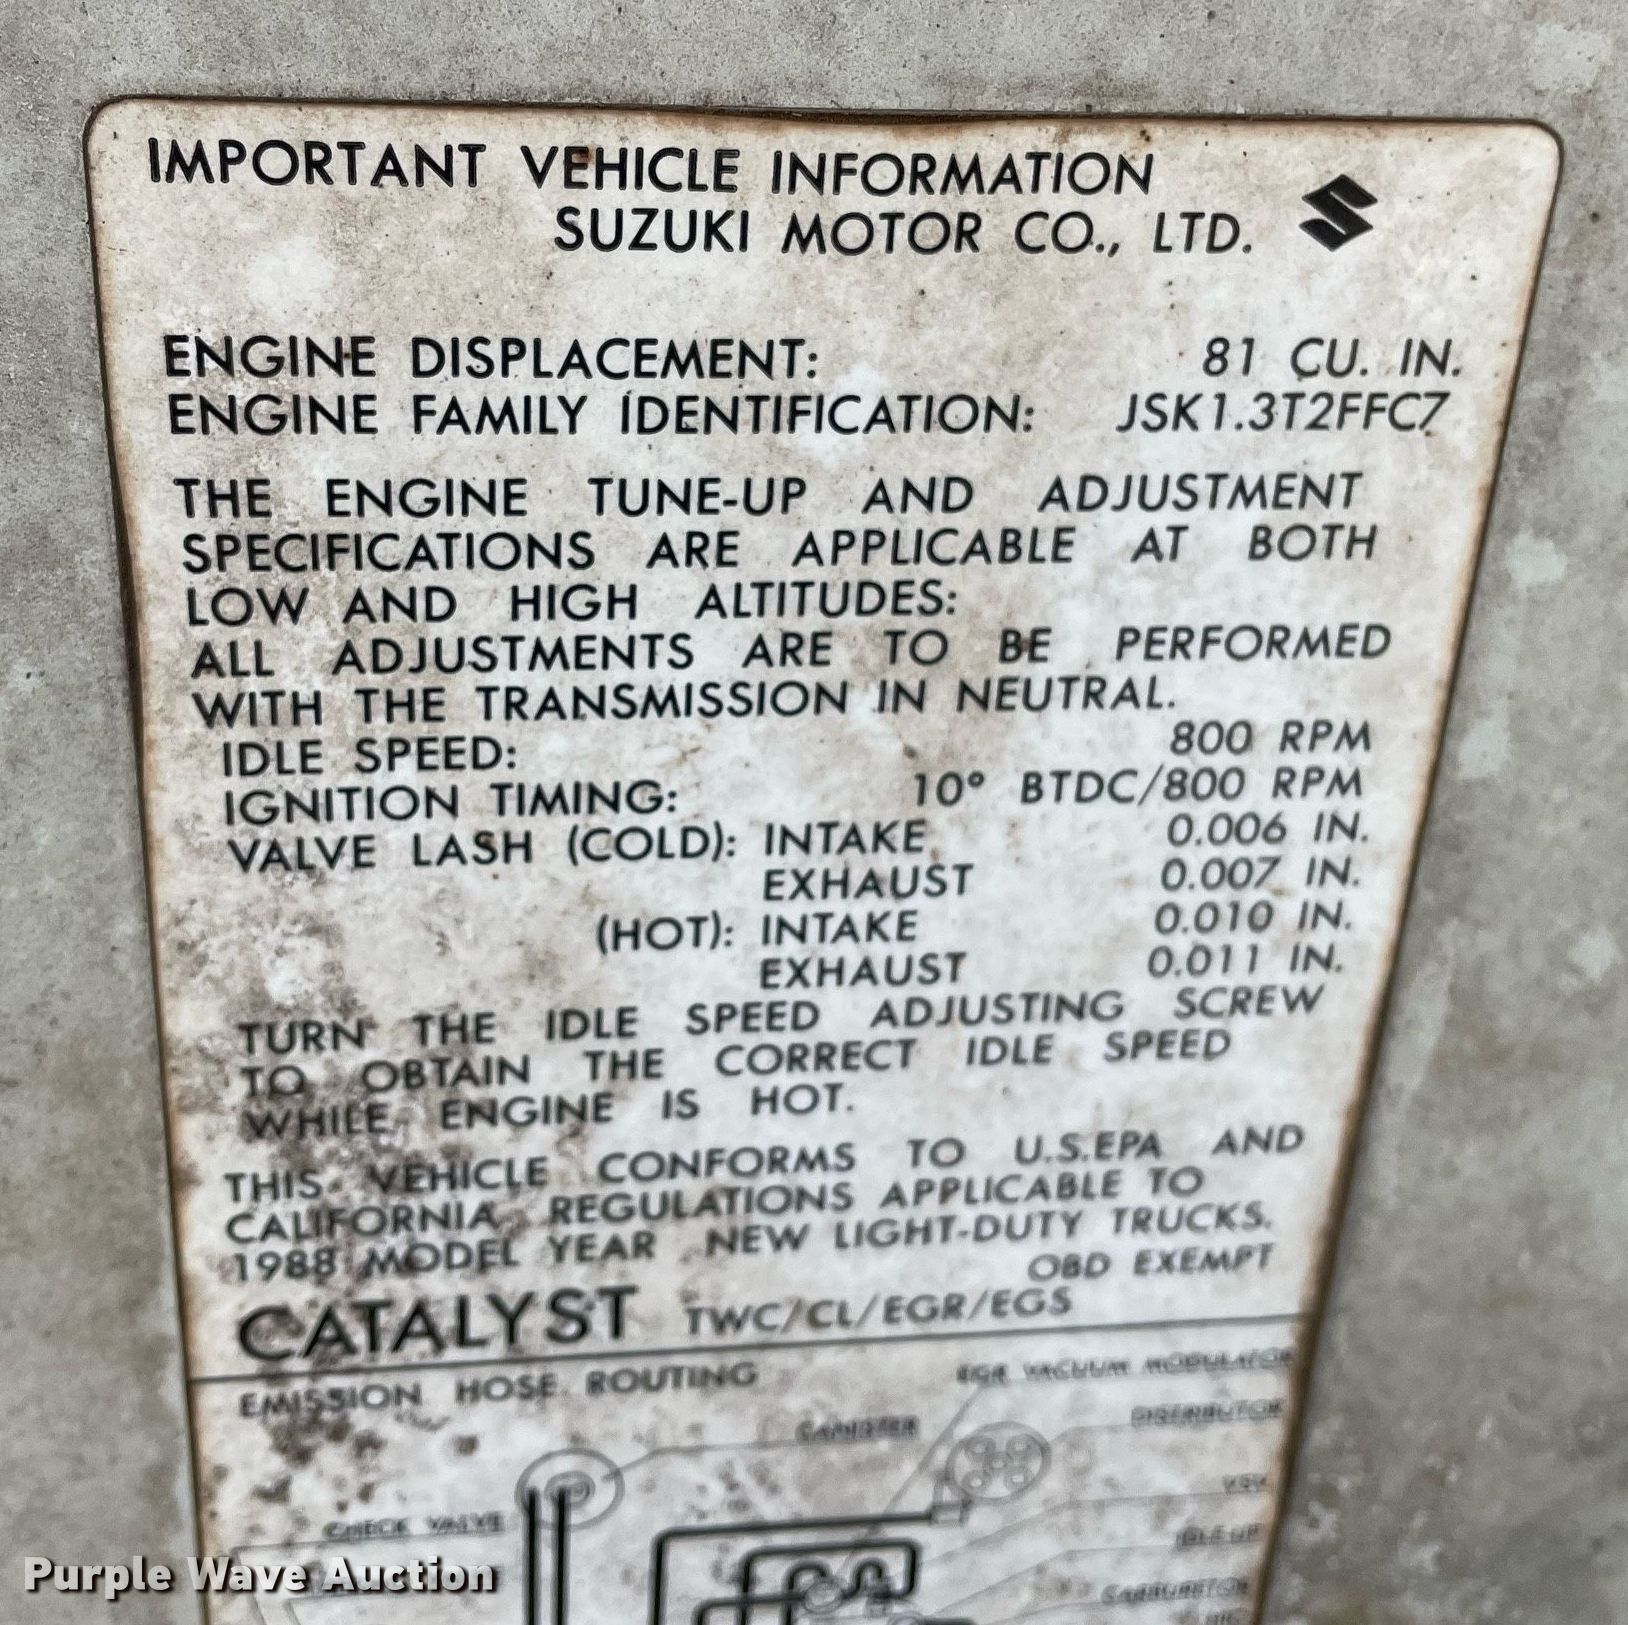 IMPORTANT VEHICLE INFORMATION
SUZUKI MOTOR CO., LTD.
ENGINE DISPLACEMENT: 81 CU. IN.
ENGINE FAMILY IDENTIFICATION: JSK1.3T2FFC7
THE ENGINE TUNE-UP AND ADJUSTMENT
SPECIFICATIONS ARE APPLICABLE AT BOTH
LOW AND HIGH ALTITUDES:
ALL ADJUSTMENTS ARE TO BE PERFORMED
WITH THE TRANSMISSION IN NEUTRAL.
IDLE SPEED: 800 RPM
IGNITION TIMING: 10° BTDC/800 RPM
VALVE LASH (COLD): INTAKE 0.006 IN.
EXHAUST 0.007 IN.
(HOT): INTAKE 0.010 IN.
EXHAUST 0.011 IN.
TURN THE IDLE SPEED ADJUSTING SCREW
TO OBTAIN THE CORRECT IDLE SPEED
WHILE ENGINE IS HOT.
THIS VEHICLE CONFORMS TO U.S.EPA AND
CALIFORNIA REGULATIONS APPLICABLE TO
1988 MODEL YEAR NEW LIGHT-DUTY TRUCKS.
OBD EXEMPT
CATALYST TWC/CL/EGR/EGS
EMISSION HOSE ROUTING
EGR VACUUM MODULATOR
CANISTER
DISTRIBUTOR
CHECK VALVE
CARBURETOR
Purple Wave Auction